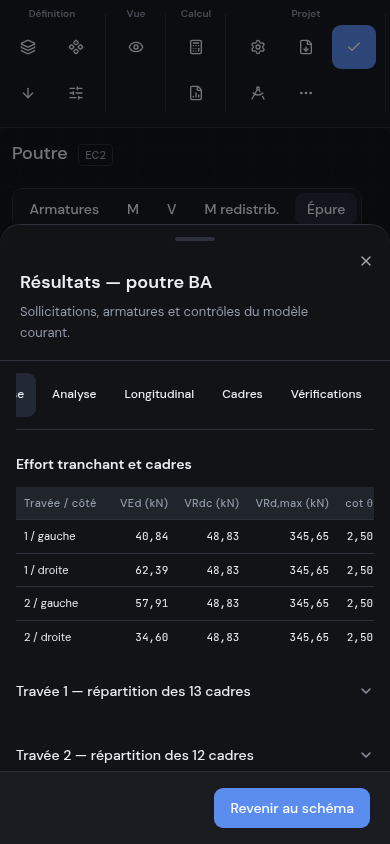 Définition Vue Calcul Projet
Poutre EC2
Armatures M V M redistrib. Épure
Résultats — poutre BA
Sollicitations, armatures et contrôles du modèle
courant.
e Analyse Longitudinal Cadres Vérifications
Effort tranchant et cadres
Travée / côté VEd (kN) VRdc (kN) VRd,max (kN) cot θ
1 / gauche 40,84 48,83 345,65 2,50
1 / droite 62,39 48,83 345,65 2,50
2 / gauche 57,91 48,83 345,65 2,50
2 / droite 34,60 48,83 345,65 2,50
Travée 1 — répartition des 13 cadres
Travée 2 — répartition des 12 cadres
Revenir au schéma